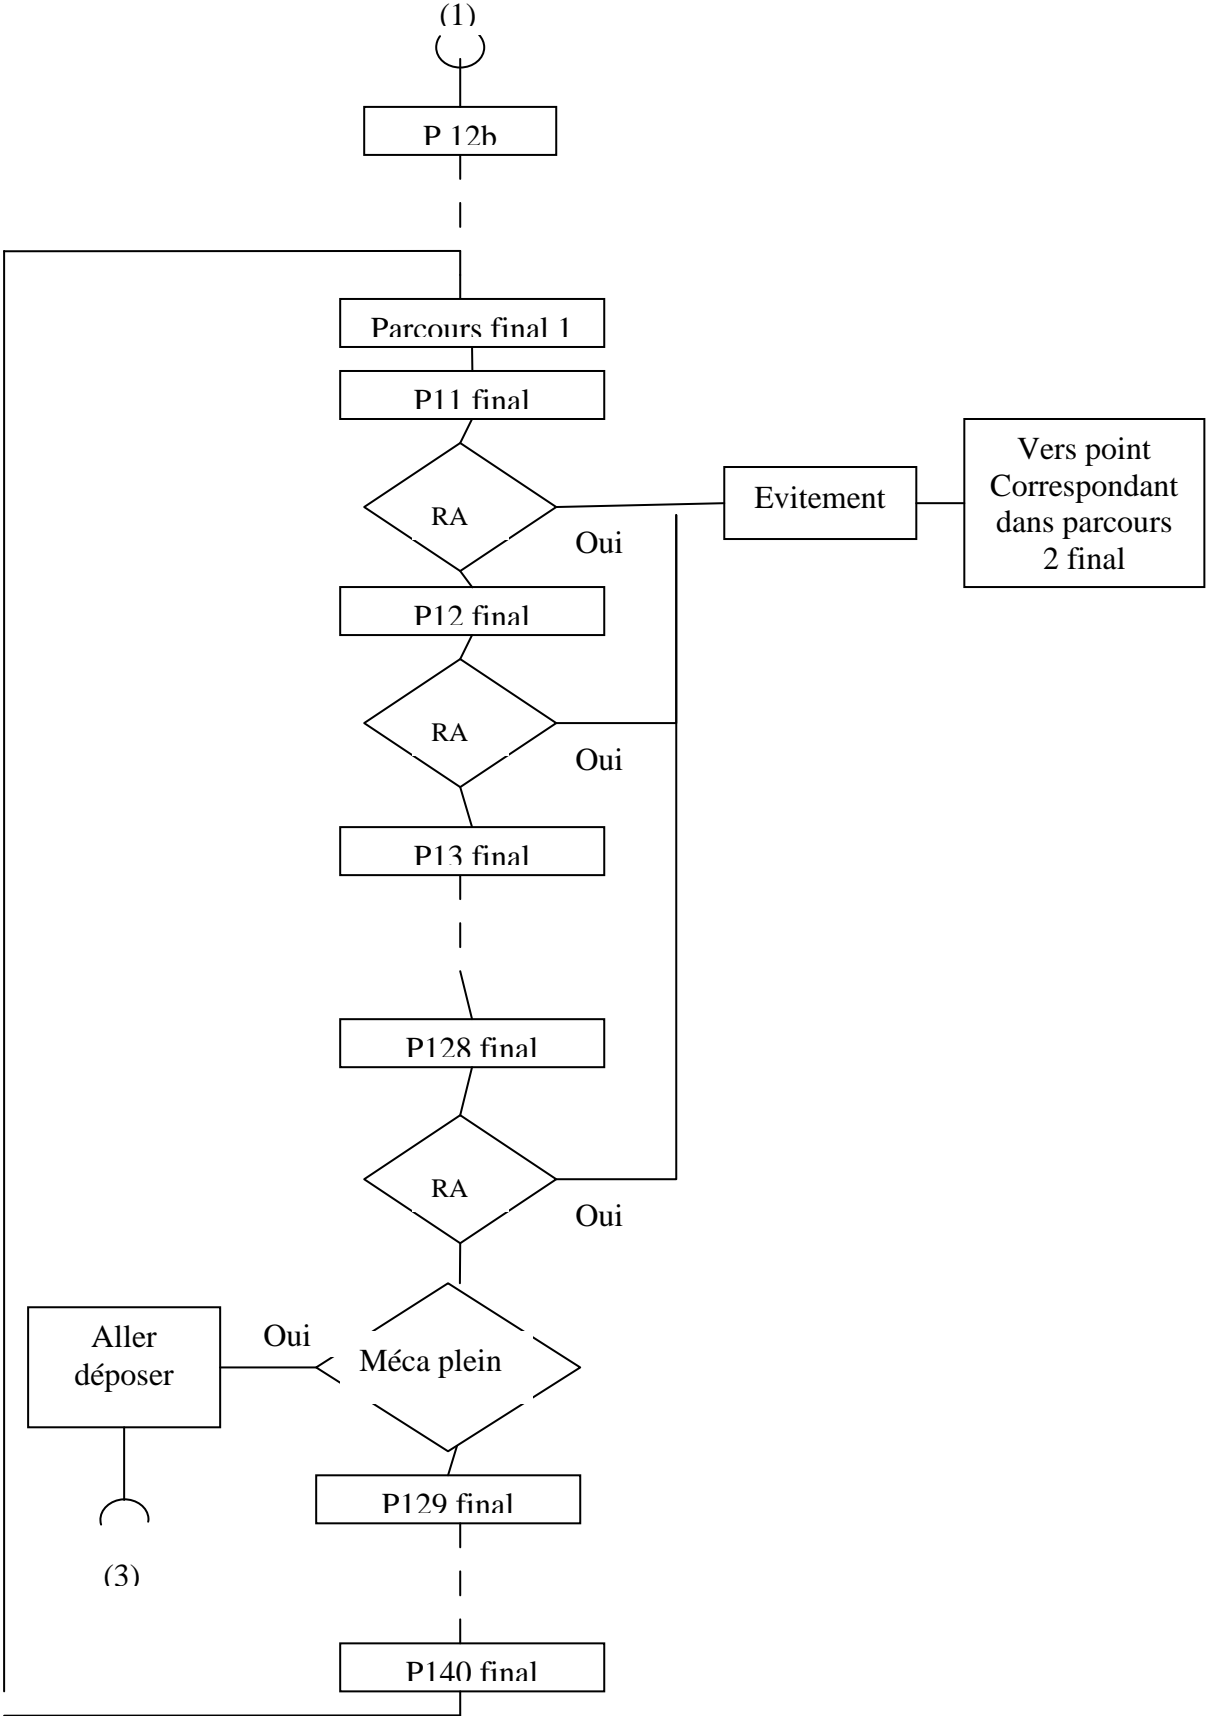 (1)
P 12b
Parcours final 1
P11 final
RA
Oui
Evitement
Vers point
Correspondant
dans parcours
2 final
P12 final
RA
Oui
P13 final
P128 final
RA
Oui
Aller
déposer
Oui
Méca plein
P129 final
(3)
P140 final